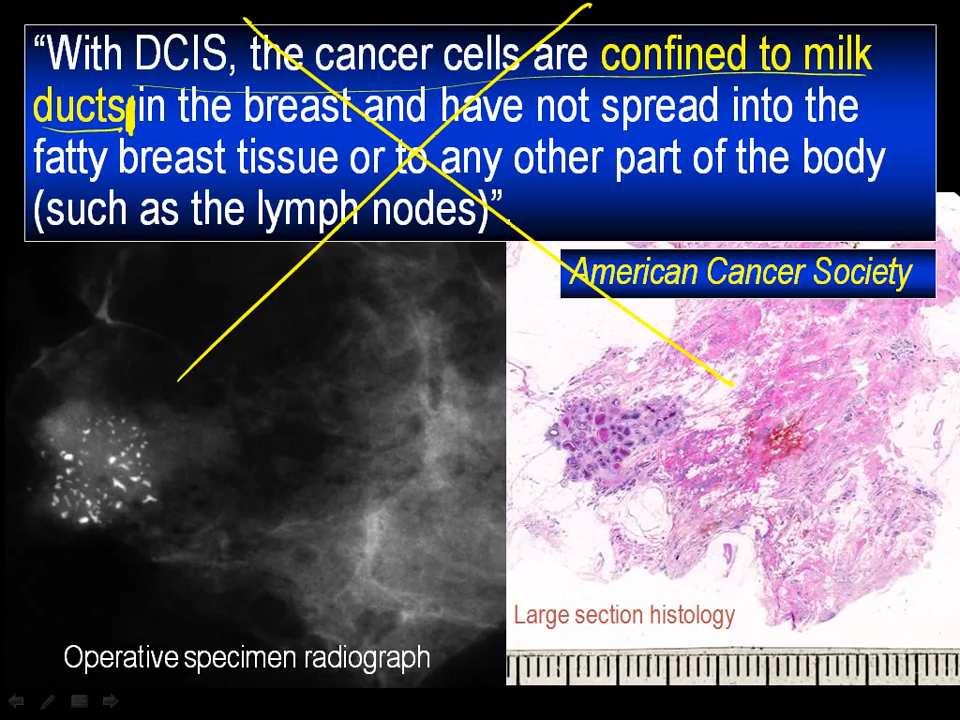 “With DCIS, the cancer cells are confined to milk
ducts in the breast and have not spread into the
fatty breast tissue or to any other part of the body
(such as the lymph nodes)”.
American Cancer Society
Large section histology
Operative specimen radiograph